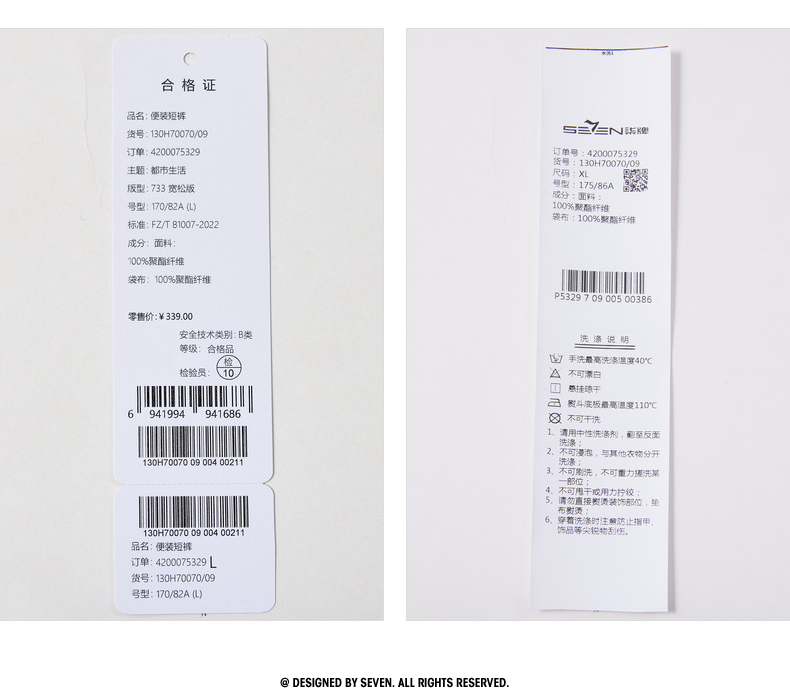 合格证
品名: 便装短裤
货号: 130H70070/09
订单: 4200075329
主题: 都市生活
版型: 733 宽松版
号型: 170/82A (L)
标准: FZ/T 81007-2022
成分: 面料:
100%聚酯纤维
袋布: 100%聚酯纤维
零售价: ¥ 339.00
安全技术类别: B类
等级: 合格品
检验员: 检 10
6 941994 941686
130H70070 09 004 00211
130H70070 09 004 00211
品名: 便装短裤
订单: 4200075329 L
货号: 130H70070/09
号型: 170/82A (L)
水洗1
SEVEN 柒牌
订单号: 4200075329
货号: 130H70070/09
尺码: XL
号型: 175/86A
成分: 面料:
100%聚酯纤维
袋布: 100%聚酯纤维
P5329 7 09 005 00386
洗涤说明
手洗最高洗涤温度40℃
不可漂白
悬挂晾干
熨斗底板最高温度110℃
不可干洗
1、请用中性洗涤剂, 翻至反面
洗涤;
2、不可浸泡, 与其他衣物分开
洗涤;
3、不可刷洗, 不可重力搓洗某
一部位;
4、不可甩干或用力拧绞;
5、请勿直接熨烫装饰部位, 垫
布熨烫;
6、穿着洗涤时注意防止指甲、
饰品等尖锐物刮伤。
@ DESIGNED BY SEVEN. ALL RIGHTS RESERVED.